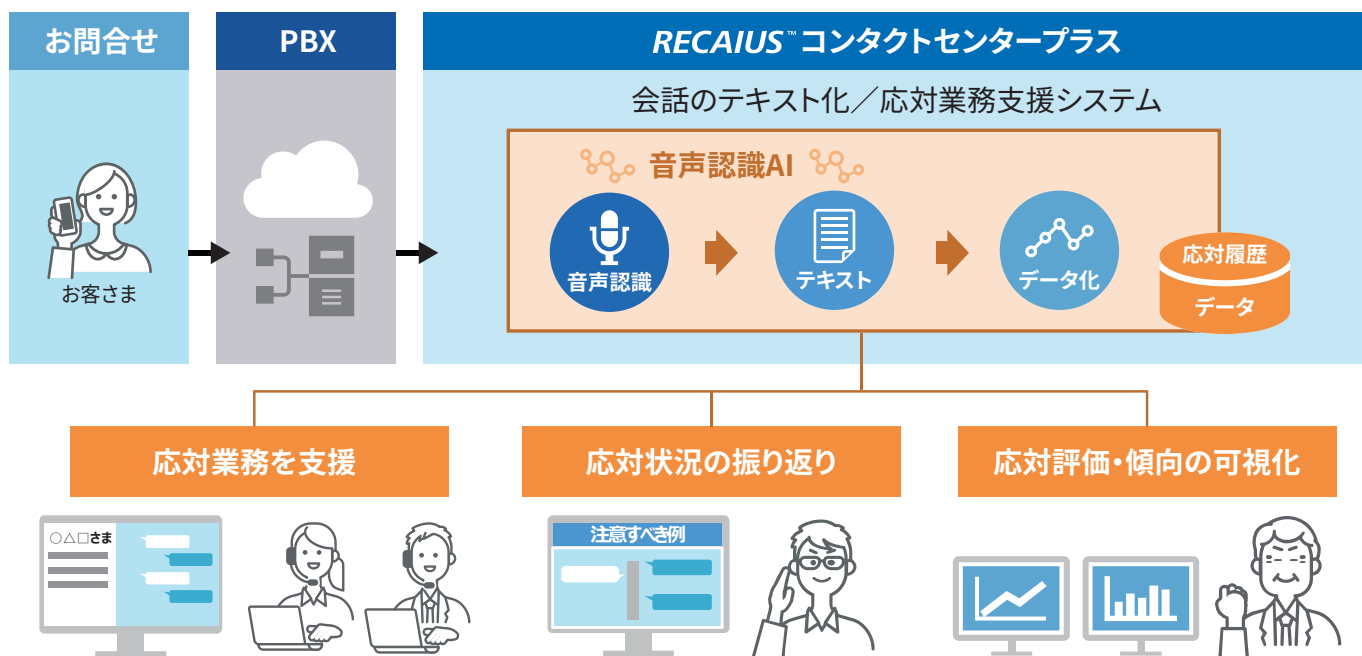 お問合せ
PBX
RECAIUS™ コンタクトセンタープラス
会話のテキスト化／応対業務支援システム
音声認識AI
お客さま
音声認識
テキスト
データ化
応対履歴
データ
応対業務を支援
応対状況の振り返り
応対評価・傾向の可視化
○△□さま
注意すべき例